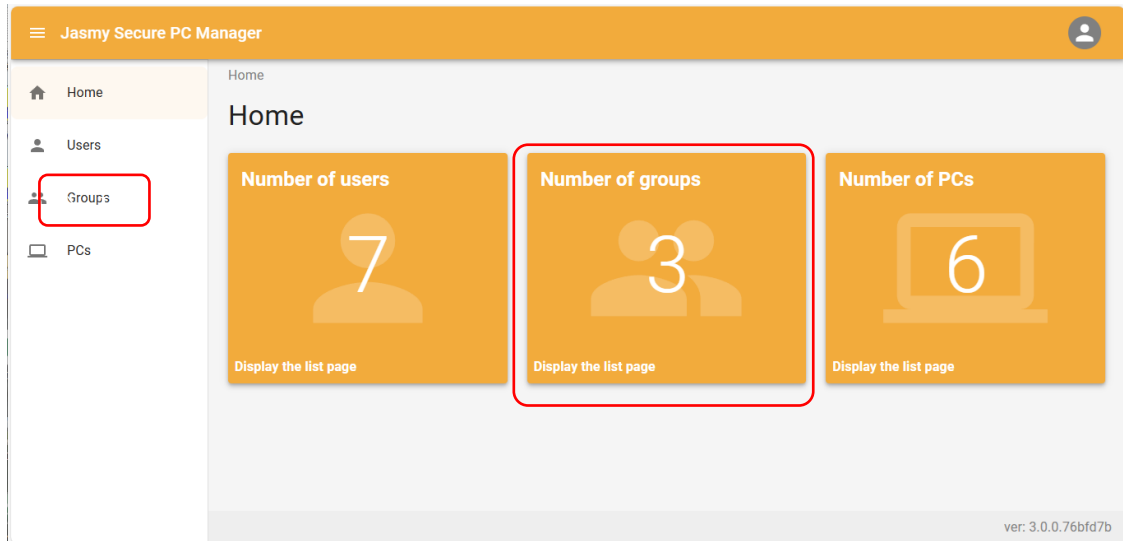 Jasmy Secure PC Manager
Home
Users
Groups
PCs
Home
Home
Number of users
7
Display the list page
Number of groups
3
Display the list page
Number of PCs
6
Display the list page
ver: 3.0.0.76bfd7b